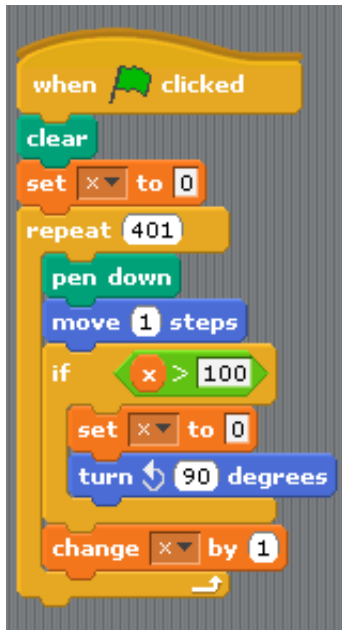 when clicked
clear
set x to 0
repeat 401
pen down
move 1 steps
if x > 100
set x to 0
turn 90 degrees
change x by 1